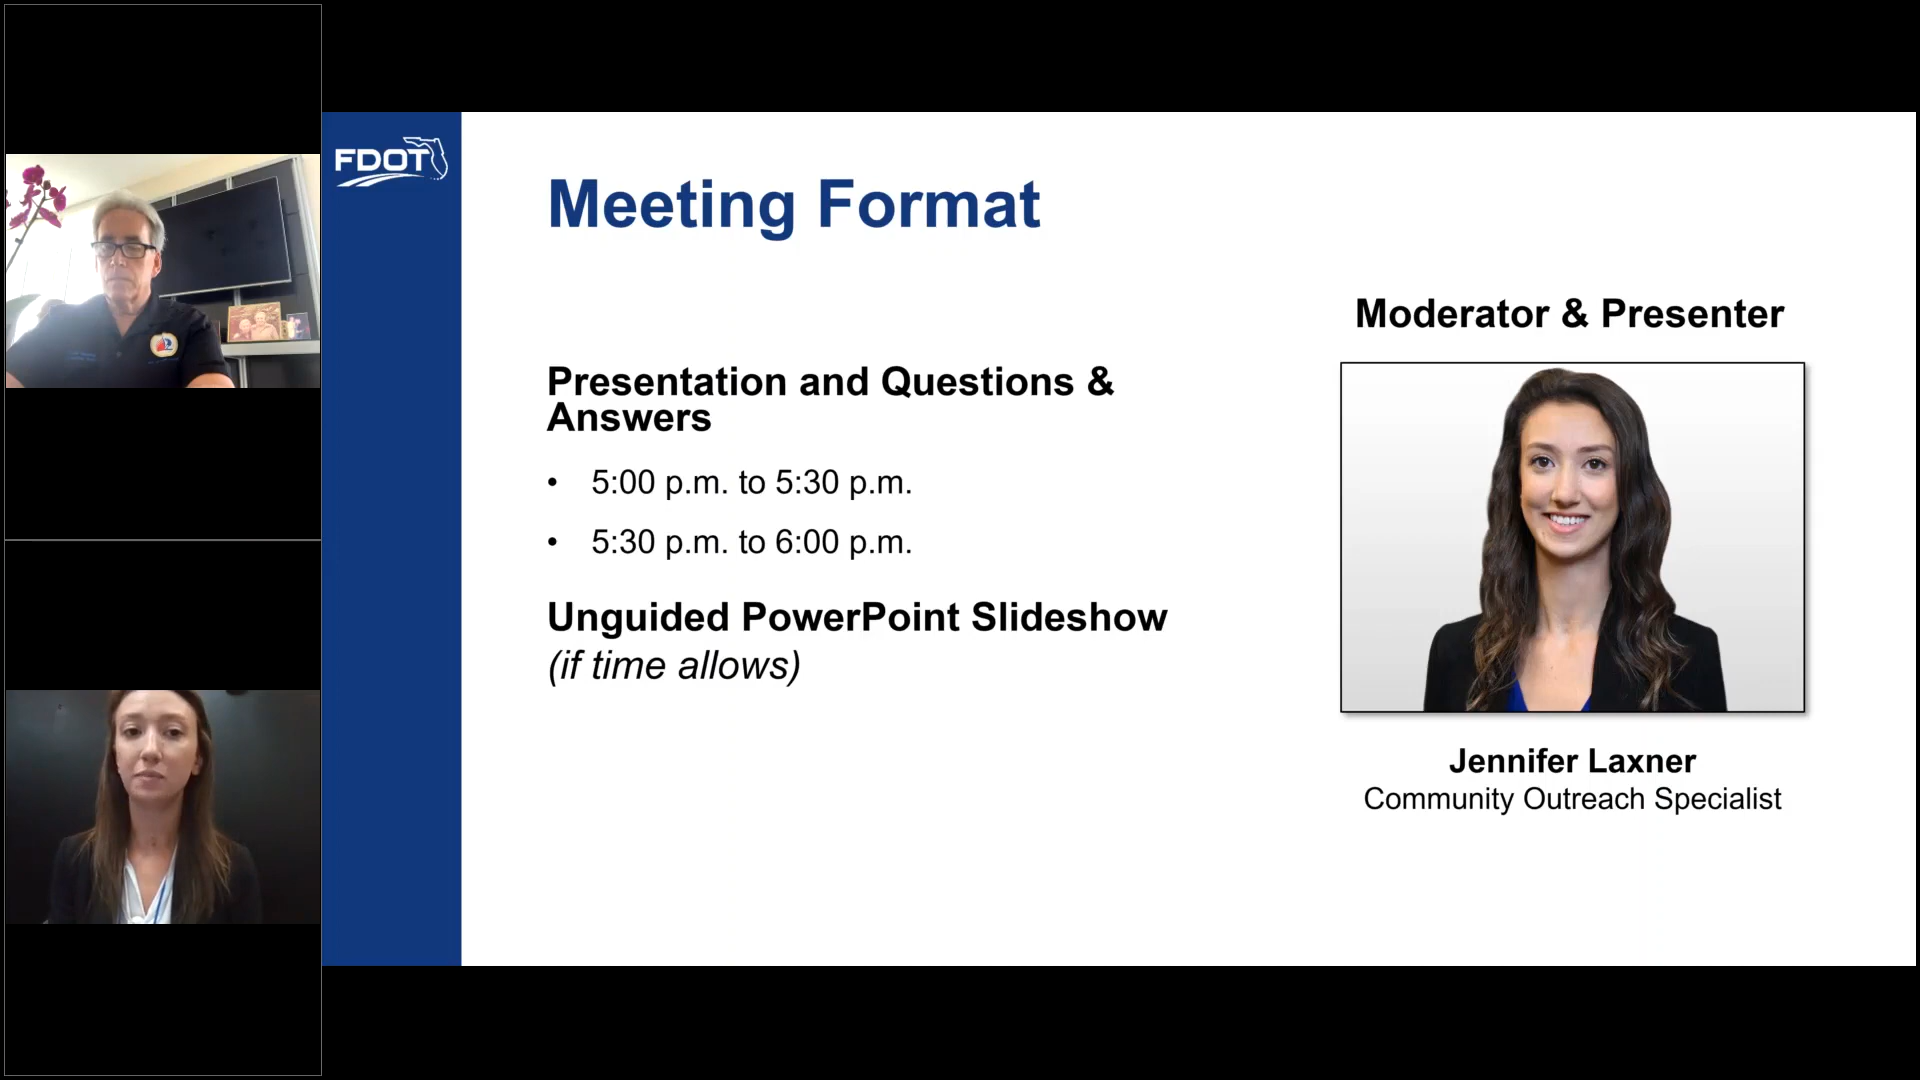 FDOT
Meeting Format
Moderator & Presenter
Presentation and Questions &
Answers
• 5:00 p.m. to 5:30 p.m.
• 5:30 p.m. to 6:00 p.m.
Unguided PowerPoint Slideshow
(if time allows)
Jennifer Laxner
Community Outreach Specialist